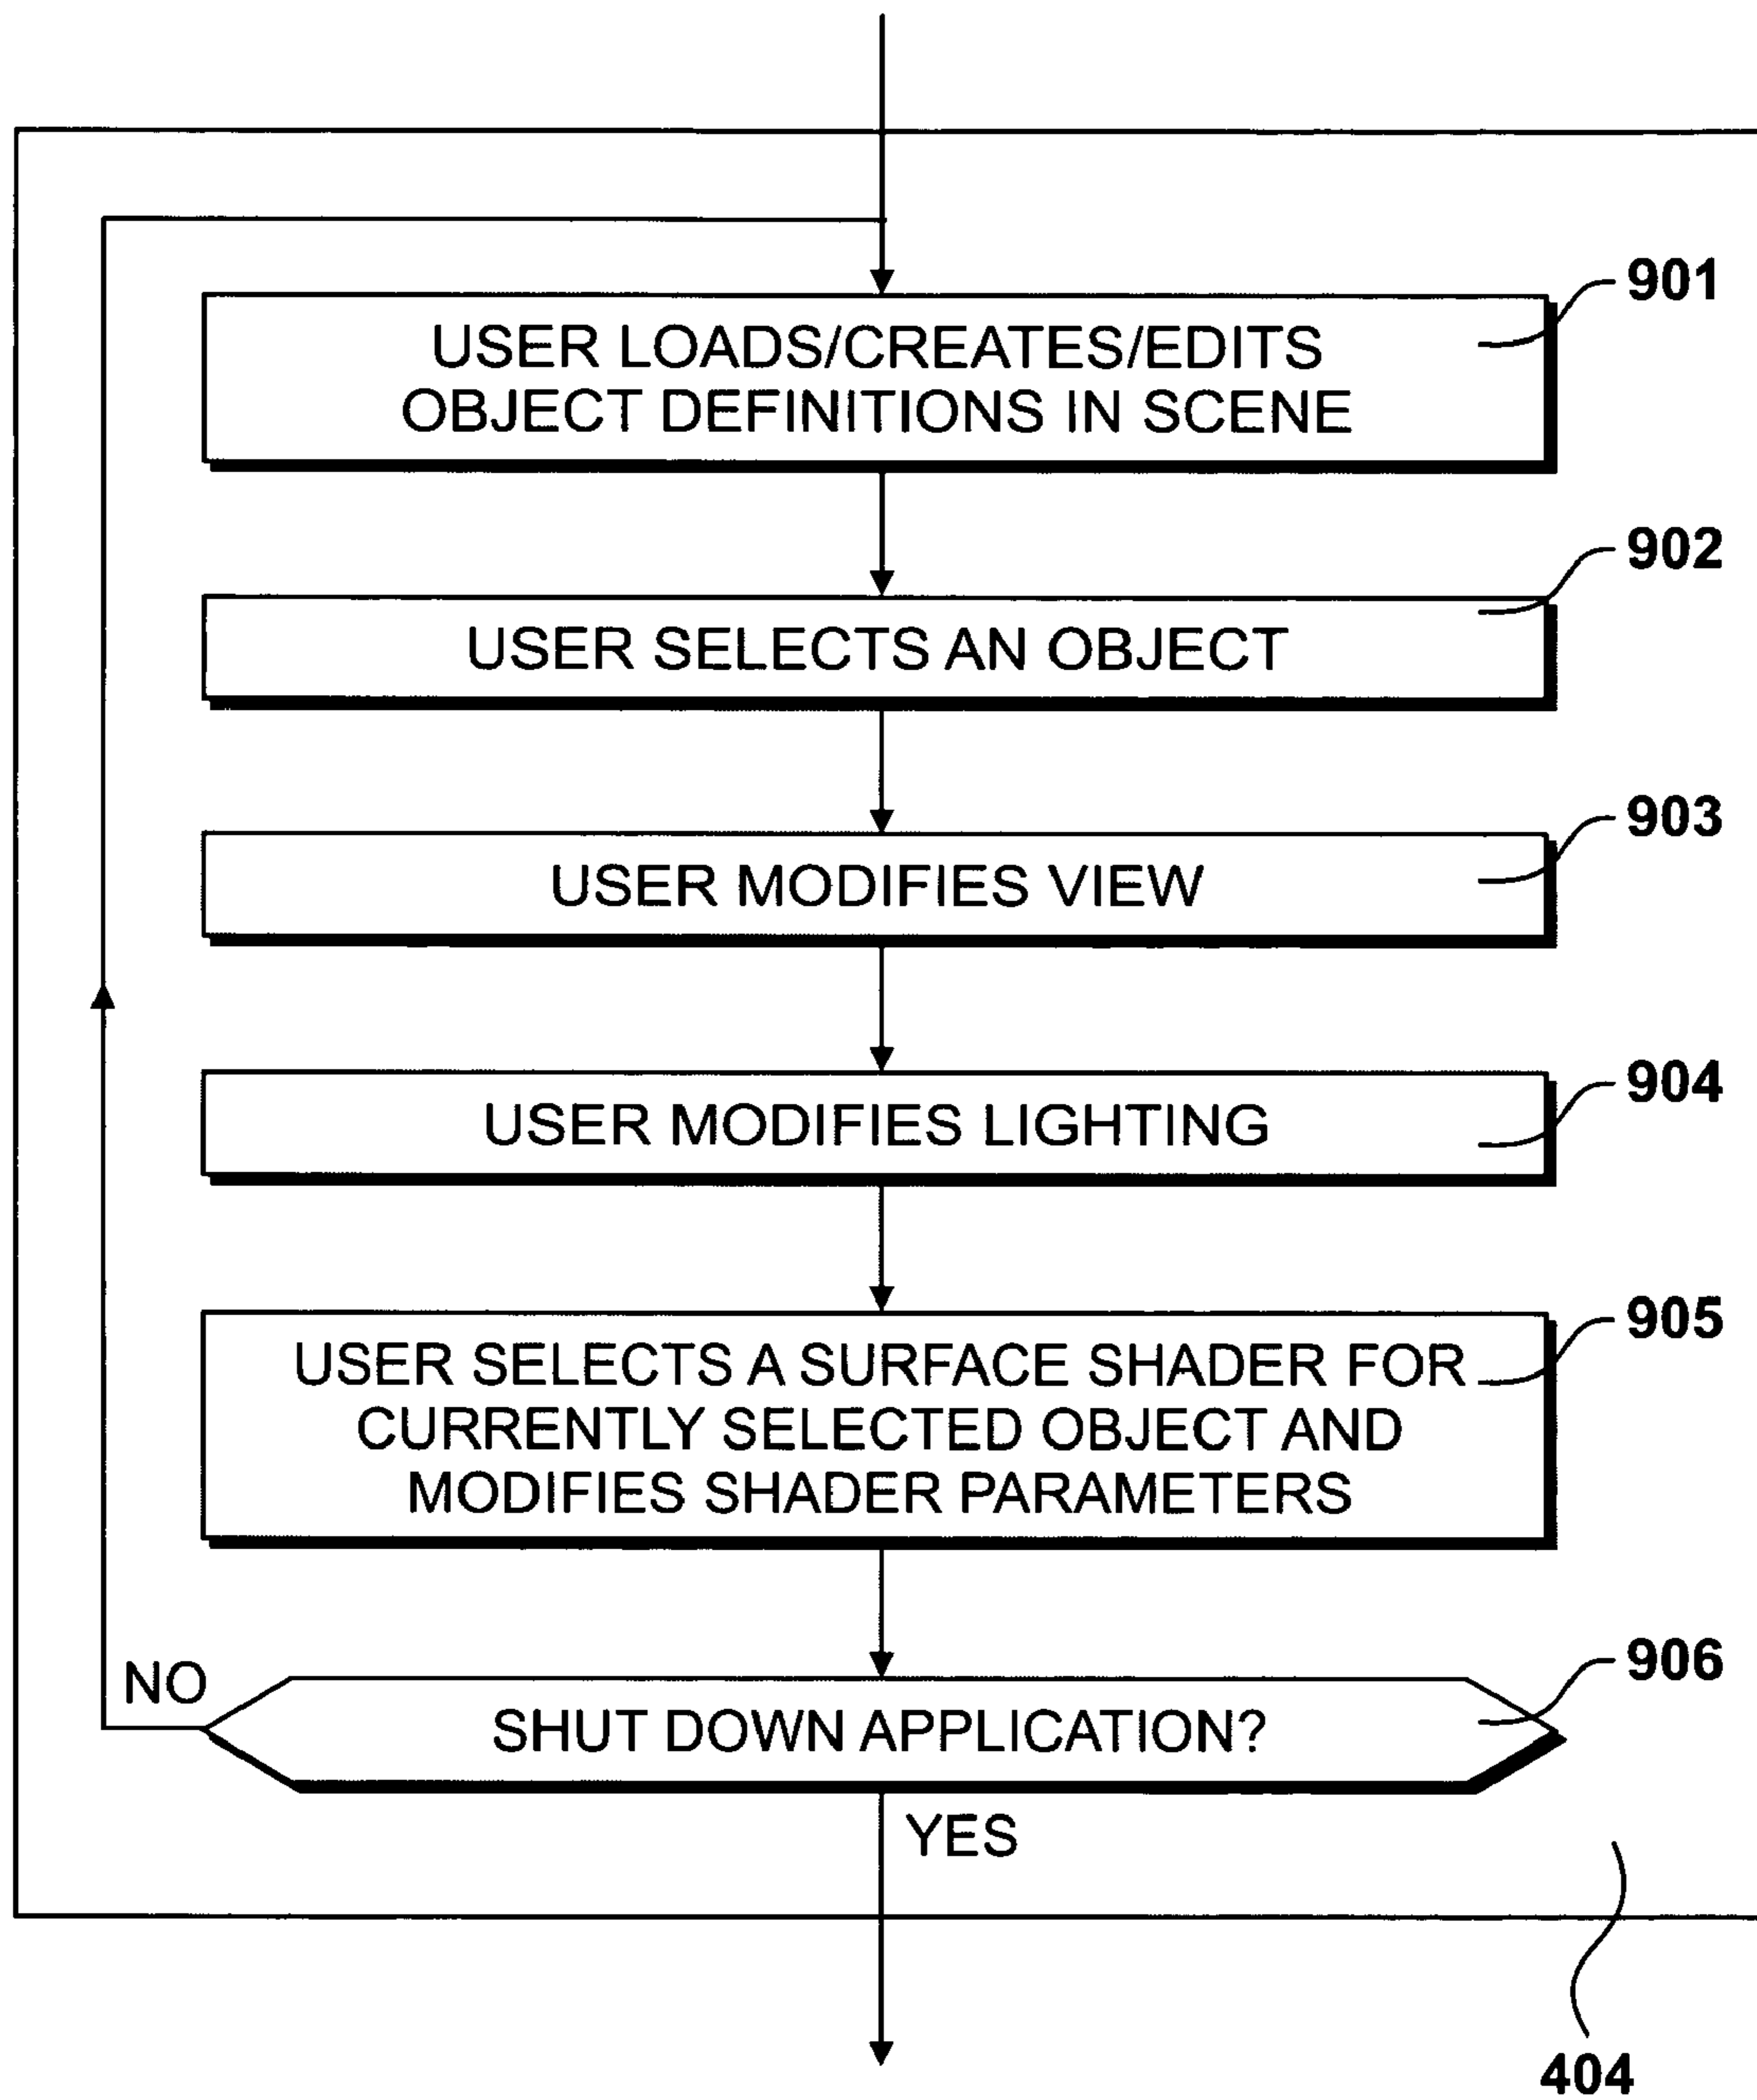 901
USER LOADS/CREATES/EDITS
OBJECT DEFINITIONS IN SCENE
902
USER SELECTS AN OBJECT
903
USER MODIFIES VIEW
904
USER MODIFIES LIGHTING
905
USER SELECTS A SURFACE SHADER FOR
CURRENTLY SELECTED OBJECT AND
MODIFIES SHADER PARAMETERS
906
NO
SHUT DOWN APPLICATION?
YES
404